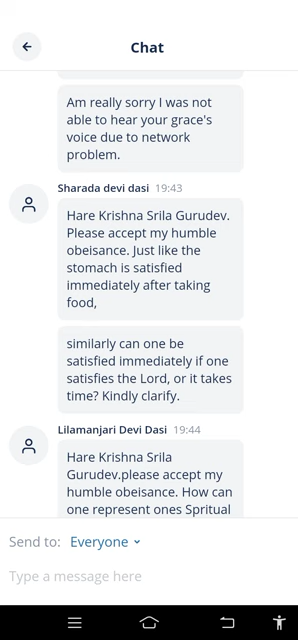 Chat
Am really sorry I was not
able to hear your grace's
voice due to network
problem.
Sharada devi dasi 19:43
Hare Krishna Srila Gurudev.
Please accept my humble
obeisance. Just like the
stomach is satisfied
immediately after taking
food,
similarly can one be
satisfied immediately if one
satisfies the Lord, or it takes
time? Kindly clarify.
Lilamanjari Devi Dasi 19:44
Hare Krishna Srila
Gurudev.please accept my
humble obeisance. How can
one represent ones Spritual
Send to: Everyone
Type a message here